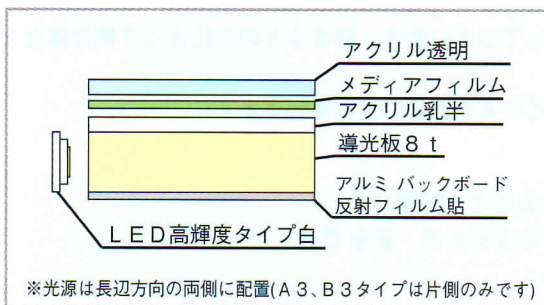 アクリル透明
メディアフィルム
アクリル乳半
導光板８ｔ
アルミ バックボード
反射フィルム貼
ＬＥＤ高輝度タイプ白
※光源は長辺方向の両側に配置(Ａ３、Ｂ３タイプは片側のみです)